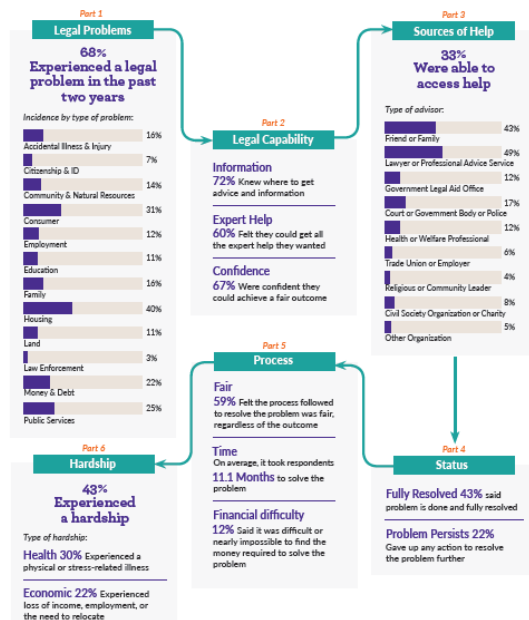 Part 1
Legal Problems
68%
Experienced a legal
problem in the past
two years
Incidence by type of problem:
16%
Accidental Illness & Injury
7%
Citizenship & ID
14%
Community & Natural Resources
31%
Consumer
12%
Employment
11%
Education
16%
Family
40%
Housing
11%
Land
3%
Law Enforcement
22%
Money & Debt
25%
Public Services
Part 2
Legal Capability
Information
72% Knew where to get
advice and information
Expert Help
60% Felt they could get all
the expert help they wanted
Confidence
67% Were confident they
could achieve a fair outcome
Part 3
Sources of Help
33%
Were able to
access help
Type of advisor:
43%
Friend or Family
49%
Lawyer or Professional Advice Service
12%
Government Legal Aid Office
17%
Court or Government Body or Police
12%
Health or Welfare Professional
6%
Trade Union or Employer
4%
Religious or Community Leader
8%
Civil Society Organization or Charity
5%
Other Organization
Part 4
Status
Fully Resolved 43% said
problem is done and fully resolved
Problem Persists 22%
Gave up any action to resolve
the problem further
Part 5
Process
Fair
59% Felt the process followed
to resolve the problem was fair,
regardless of the outcome
Time
On average, it took respondents
11.1 Months to solve the
problem
Financial difficulty
12% Said it was difficult or
nearly impossible to find the
money required to solve the
problem
Part 6
Hardship
43%
Experienced
a hardship
Type of hardship:
Health 30% Experienced a
physical or stress-related illness
Economic 22% Experienced
loss of income, employment, or
the need to relocate